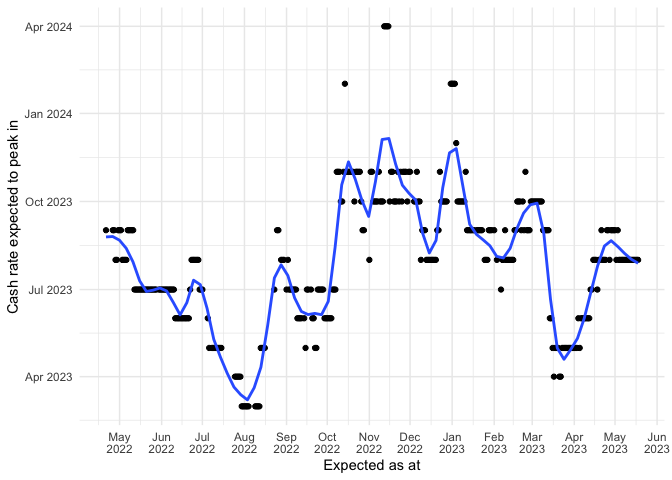 Cash rate expected to peak in
Apr 2024
Jan 2024
Oct 2023
Jul 2023
Apr 2023
May Jun Jul Aug Sep Oct Nov Dec Jan Feb Mar Apr May Jun
2022 2022 2022 2022 2022 2022 2022 2022 2023 2023 2023 2023 2023 2023
Expected as at